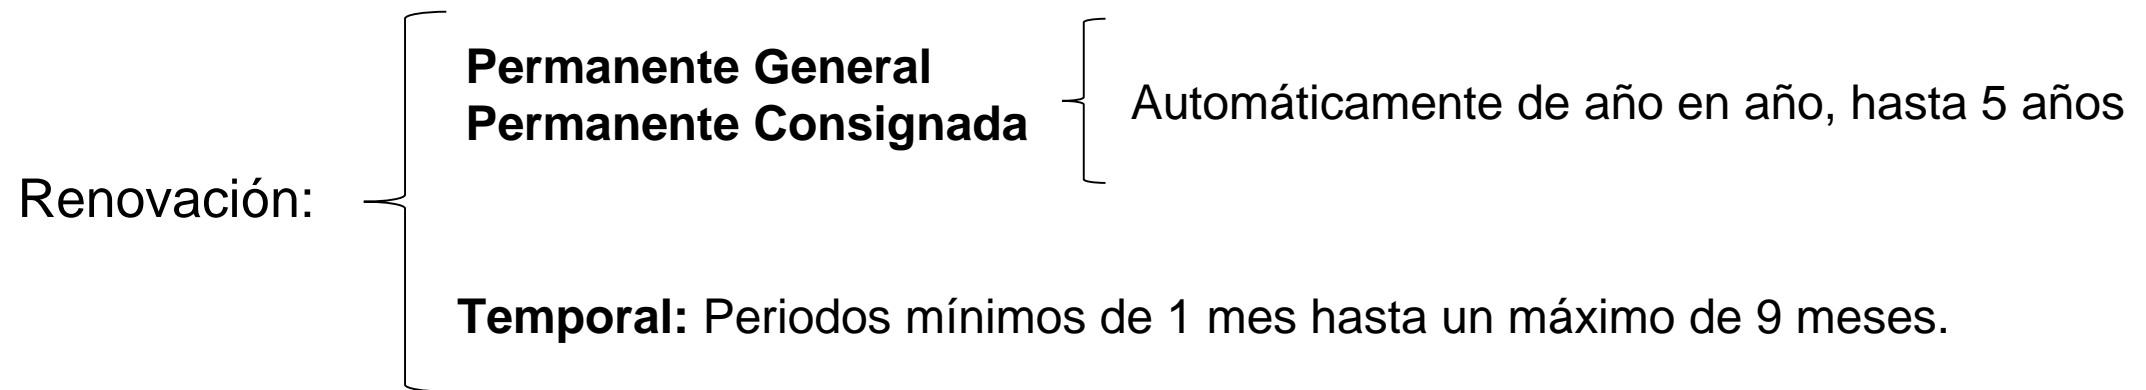 Renovación:
Permanente General
Permanente Consignada
Automáticamente de año en año, hasta 5 años
Temporal: Periodos mínimos de 1 mes hasta un máximo de 9 meses.